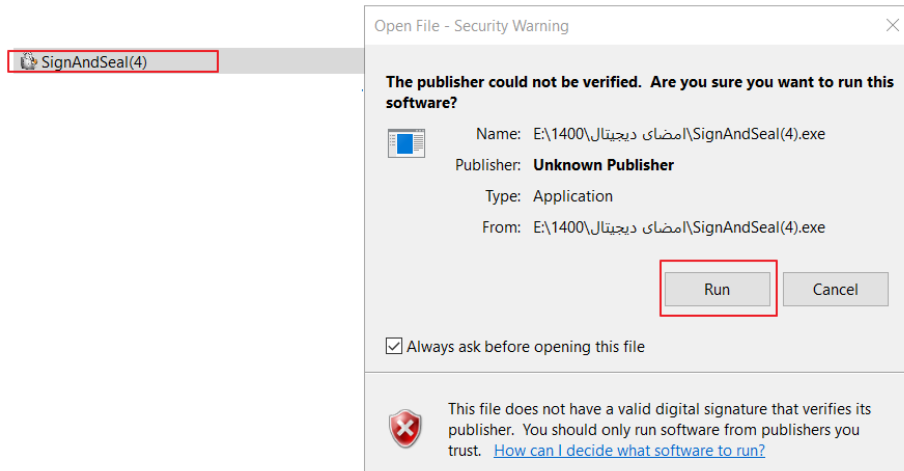 SignAndSeal(4)
Open File - Security Warning
The publisher could not be verified.  Are you sure you want to run this
software?
Name: E:\1400\امضای دیجیتال\SignAndSeal(4).exe
Publisher: Unknown Publisher
Type: Application
From: E:\1400\امضای دیجیتال\SignAndSeal(4).exe
Run
Cancel
Always ask before opening this file
This file does not have a valid digital signature that verifies its
publisher.  You should only run software from publishers you
trust.  How can I decide what software to run?